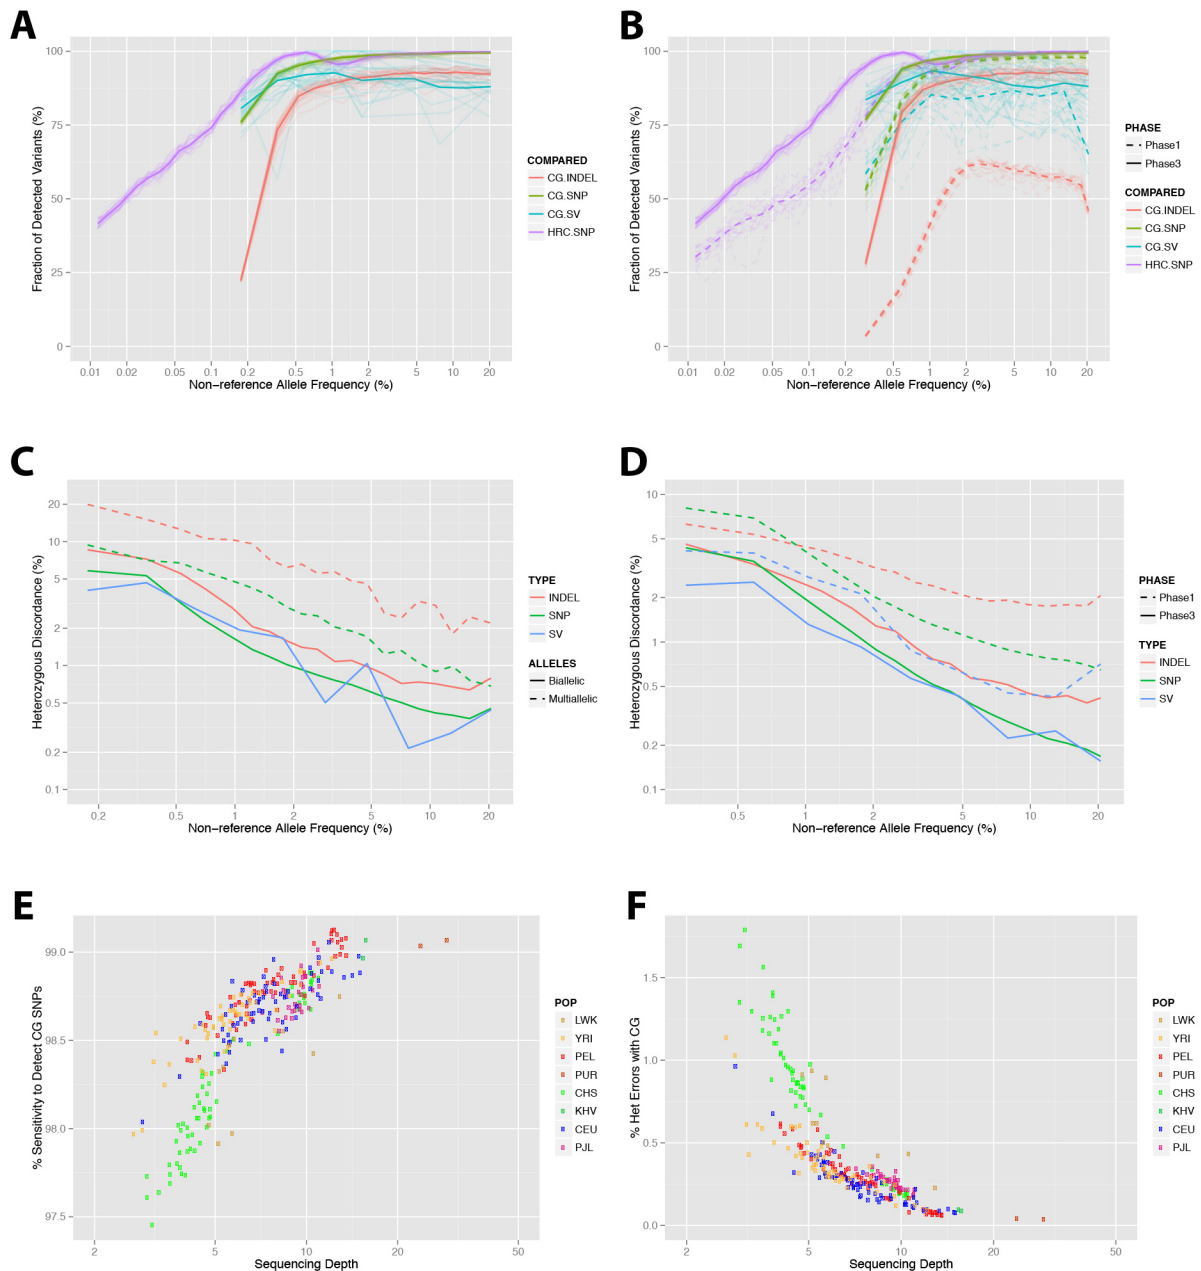 A
Fraction of Detected Variants (%)
100
75
50
25
0
0.01 0.02 0.05 0.1 0.2 0.5 1 2 5 10 20
Non−reference Allele Frequency (%)
COMPARED
CG.INDEL
CG.SNP
CG.SV
HRC.SNP
B
Fraction of Detected Variants (%)
100
75
50
25
0
0.01 0.02 0.05 0.1 0.2 0.5 1 2 5 10 20
Non−reference Allele Frequency (%)
PHASE
Phase1
Phase3
COMPARED
CG.INDEL
CG.SNP
CG.SV
HRC.SNP
C
Heterozygous Discordance (%)
20
10
5
2
1
0.5
0.2
0.1
0.2 0.5 1 2 5 10 20
Non−reference Allele Frequency (%)
TYPE
INDEL
SNP
SV
ALLELES
Biallelic
Multiallelic
D
Heterozygous Discordance (%)
10
5
2
1
0.5
0.2
0.1
0.5 1 2 5 10 20
Non−reference Allele Frequency (%)
PHASE
Phase1
Phase3
TYPE
INDEL
SNP
SV
E
% Sensitivity to Detect CG SNPs
99.0
98.5
98.0
97.5
2 5 10 20 50
Sequencing Depth
POP
LWK
YRI
PEL
PUR
CHS
KHV
CEU
PJL
F
% Het Errors with CG
1.5
1.0
0.5
0.0
2 5 10 20 50
Sequencing Depth
POP
LWK
YRI
PEL
PUR
CHS
KHV
CEU
PJL